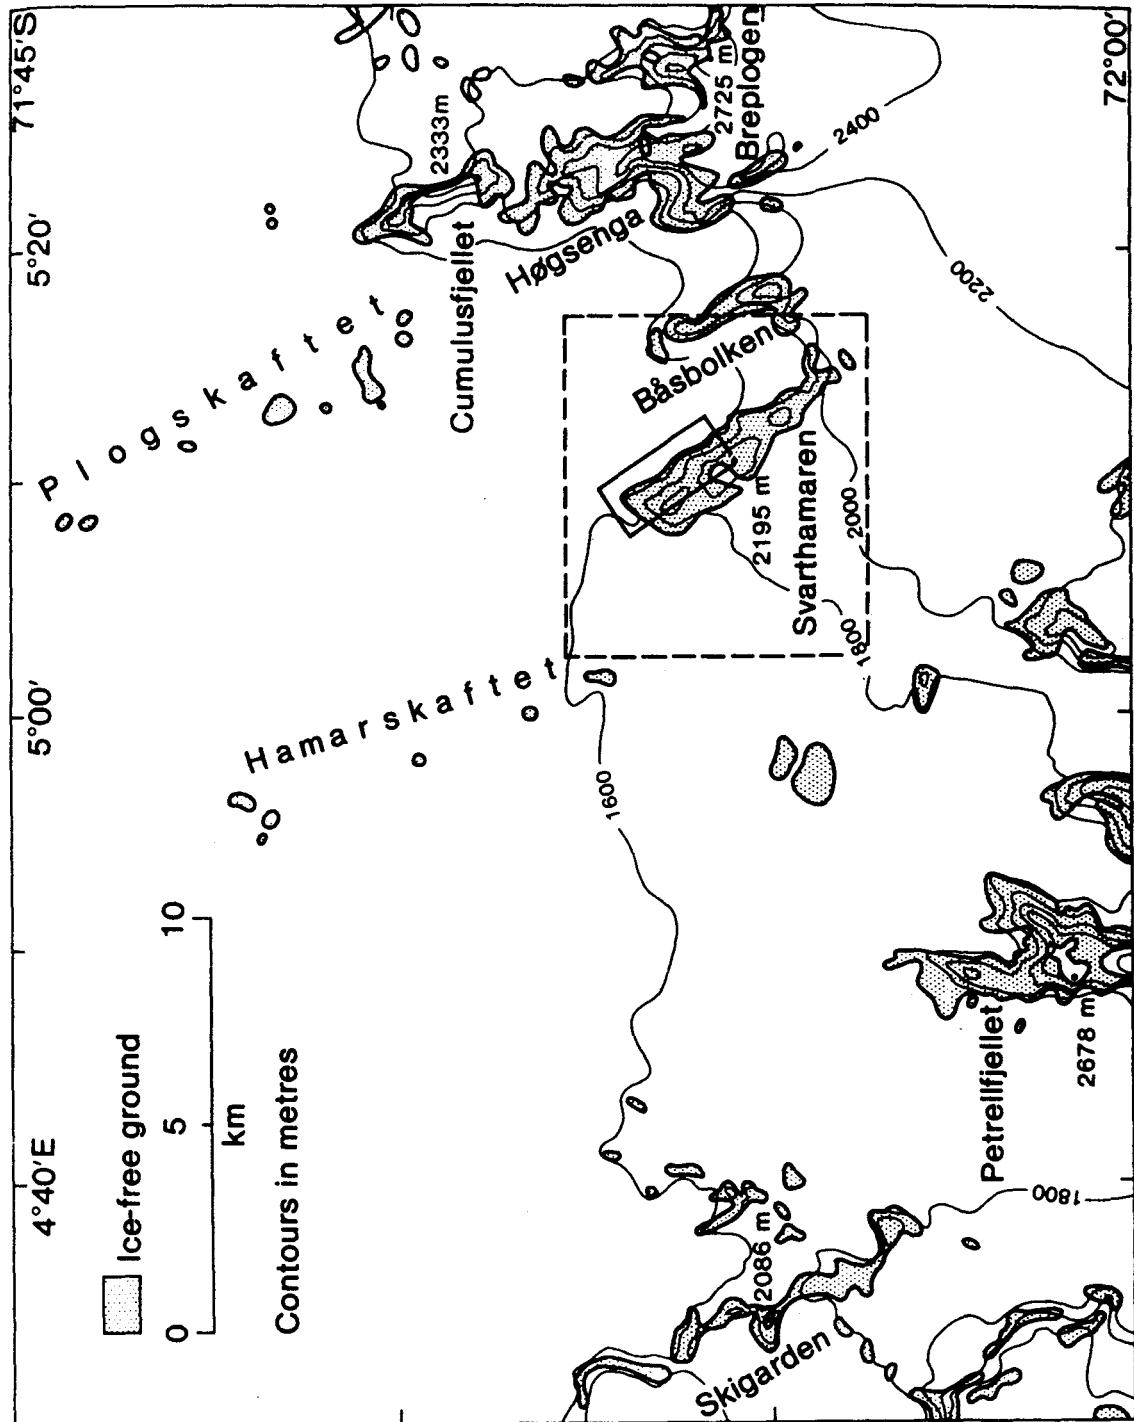 4°40′E
5°00′
5°20′
71°45′S
Ice-free ground
0
5
10
km
Contours in metres
Hamarskaftet
Plogskaftet
Cumulusfjellet
2333m
Høgsenga
2725 m
Breplogen
1600
Båsbolken
2195 m
Svarthamaren
1800
2000
2400
2200
Skigarden
2086 m
Petrellfjellet
2678 m
1800
72°00′